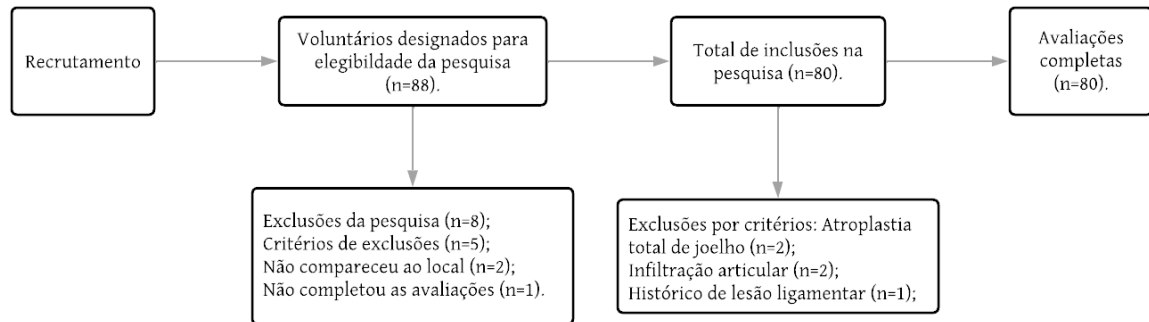 Recrutamento
Voluntários designados para
elegibildade da pesquisa
(n=88).
Total de inclusões na
pesquisa (n=80).
Avaliações
completas
(n=80).
Exclusões da pesquisa (n=8);
Critérios de exclusões (n=5);
Não compareceu ao local (n=2);
Não completou as avaliações (n=1).
Exclusões por critérios: Atroplastia
total de joelho (n=2);
Infiltração articular (n=2);
Histórico de lesão ligamentar (n=1);